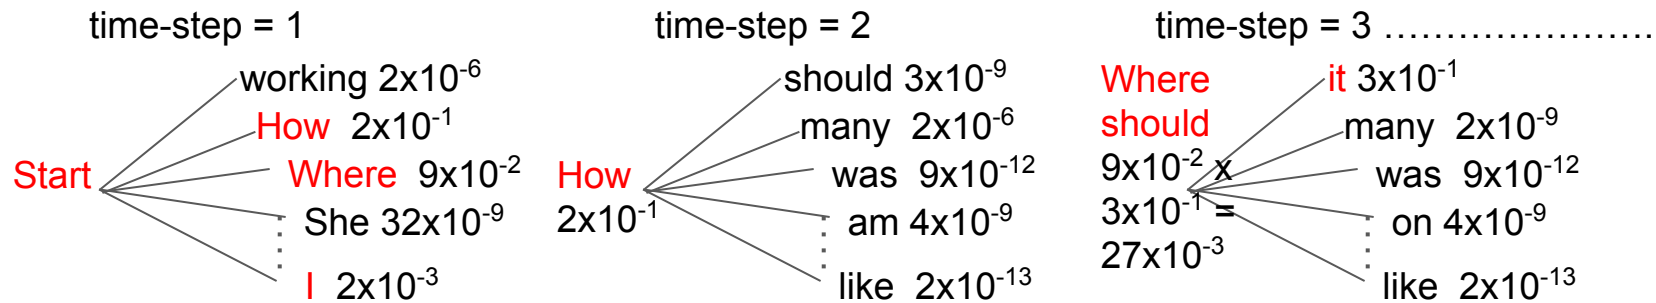 time-step = 1
working 2x10⁻⁶
How 2x10⁻¹
Start
Where 9x10⁻²
She 32x10⁻⁹
I 2x10⁻³
time-step = 2
should 3x10⁻⁹
many 2x10⁻⁶
How
was 9x10⁻¹²
2x10⁻¹
am 4x10⁻⁹
like 2x10⁻¹³
time-step = 3 ......................
Where
should
9x10⁻² x
3x10⁻¹ =
27x10⁻³
it 3x10⁻¹
many 2x10⁻⁹
was 9x10⁻¹²
on 4x10⁻⁹
like 2x10⁻¹³